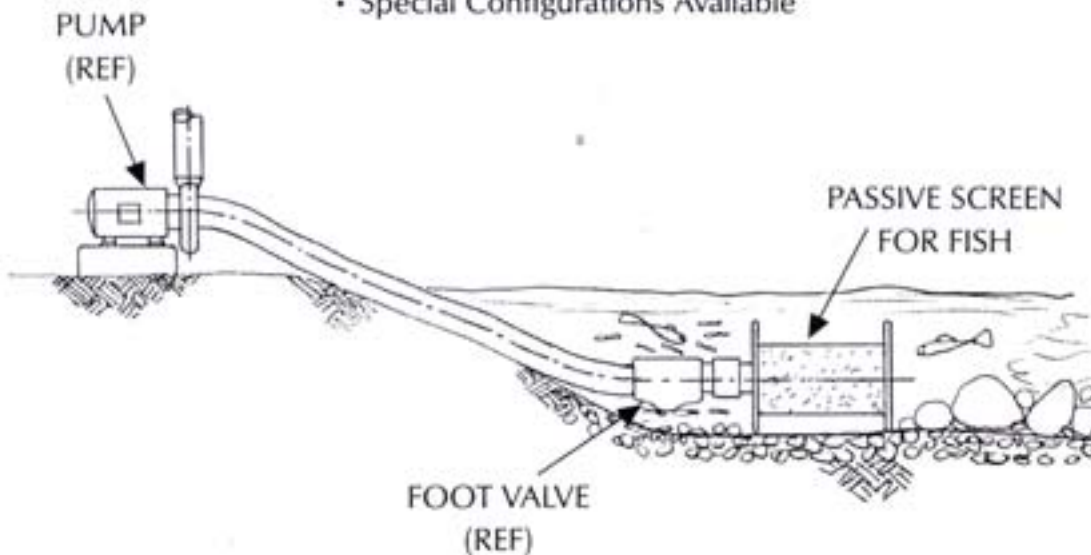 • Special Configurations Available
PUMP
(REF)
PASSIVE SCREEN
FOR FISH
FOOT VALVE
(REF)